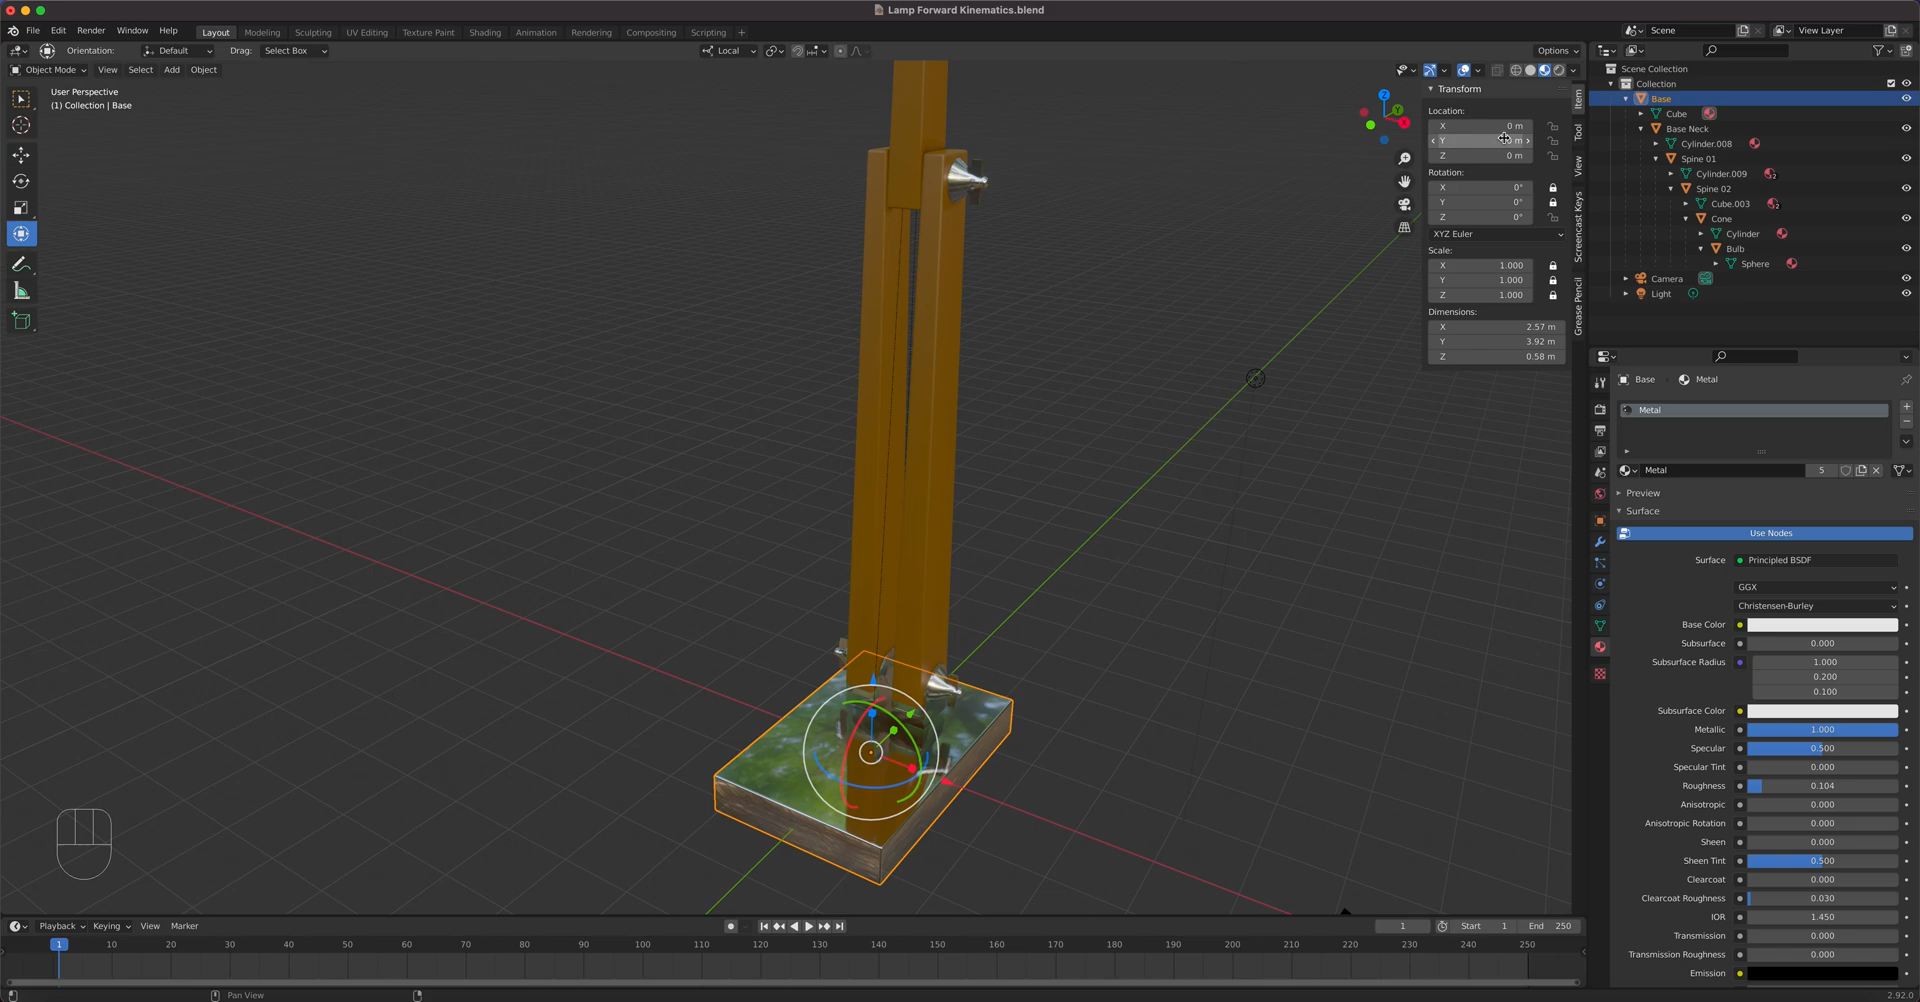 Lamp Forward Kinematics.blend
File Edit Render Window Help Layout Modeling Sculpting UV Editing Texture Paint Shading Animation Rendering Compositing Scripting + Scene View Layer
Orientation: Default Drag: Select Box Local Options
Object Mode View Select Add Object
User Perspective
(1) Collection | Base
Z
Y
X
Transform
Location:
X 0 m
Y m
Z 0 m
Rotation:
X 0°
Y 0°
Z 0°
XYZ Euler
Scale:
X 1.000
Y 1.000
Z 1.000
Dimensions:
X 2.57 m
Y 3.92 m
Z 0.58 m
Item
Tool
View
Screencast Keys
Grease Pencil
Scene Collection
Collection
Base
Cube
Base Neck
Cylinder.008
Spine 01
Cylinder.009 2
Spine 02
Cube.003 2
Cone
Cylinder
Bulb
Sphere
Camera
Light
Base Metal
Metal
Metal 5
Preview
Surface
Use Nodes
Surface Principled BSDF
GGX
Christensen-Burley
Base Color
Subsurface 0.000
Subsurface Radius 1.000
0.200
0.100
Subsurface Color
Metallic 1.000
Specular 0.500
Specular Tint 0.000
Roughness 0.104
Anisotropic 0.000
Anisotropic Rotation 0.000
Sheen 0.000
Sheen Tint 0.500
Clearcoat 0.000
Clearcoat Roughness 0.030
IOR 1.450
Transmission 0.000
Transmission Roughness 0.000
Emission
Playback Keying View Marker 1 Start 1 End 250
1 10 20 30 40 50 60 70 80 90 100 110 120 130 140 150 160 170 180 190 200 210 220 230 240 250
Pan View
2.92.0